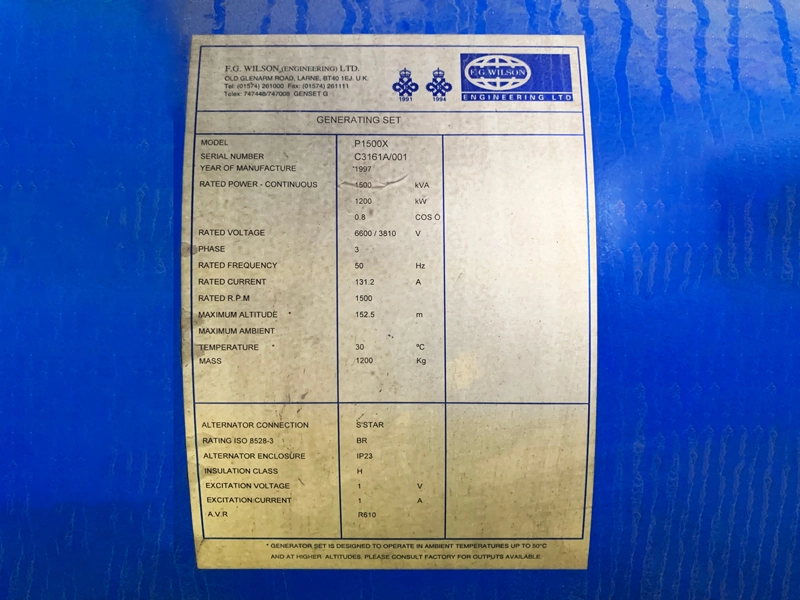 F.G. WILSON (ENGINEERING) LTD.
OLD GLENARM ROAD, LARNE, BT40 1EJ. U.K.
Tel: (01574) 261000 Fax: (01574) 261111
Telex: 747448/747009 GENSET G
1991 1994
F.G. WILSON
ENGINEERING LTD
GENERATING SET
MODEL P1500X
SERIAL NUMBER C3161A/001
YEAR OF MANUFACTURE 1997
RATED POWER - CONTINUOUS 1500 kVA
1200 kW
0.8 COS Ö
RATED VOLTAGE 6600 / 3810 V
PHASE 3
RATED FREQUENCY 50 Hz
RATED CURRENT 131.2 A
RATED R.P.M 1500
MAXIMUM ALTITUDE * 152.5 m
MAXIMUM AMBIENT
TEMPERATURE * 30 ºC
MASS 1200 Kg
ALTERNATOR CONNECTION S'STAR
RATING ISO 8528-3 BR
ALTERNATOR ENCLOSURE IP23
INSULATION CLASS H
EXCITATION VOLTAGE 1 V
EXCITATION CURRENT 1 A
A.V.R R610
* GENERATOR SET IS DESIGNED TO OPERATE IN AMBIENT TEMPERATURES UP TO 50°C
AND AT HIGHER ALTITUDES. PLEASE CONSULT FACTORY FOR OUTPUTS AVAILABLE.